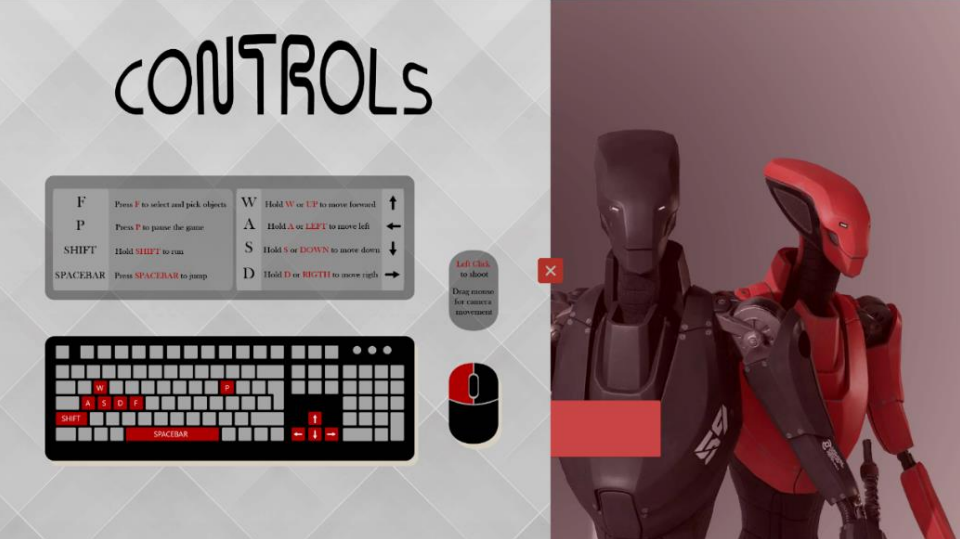 CONTROLS
F Press F to select and pick objects
P Press P to pause the game
SHIFT Hold SHIFT to run
SPACEBAR Press SPACEBAR to jump
W Hold W or UP to move forward
A Hold A or LEFT to move left
S Hold S or DOWN to move down
D Hold D or RIGTH to move rigth
Left Click
to shoot
Drag mouse
for camera
movement
W P
A S D F
SHIFT
SPACEBAR